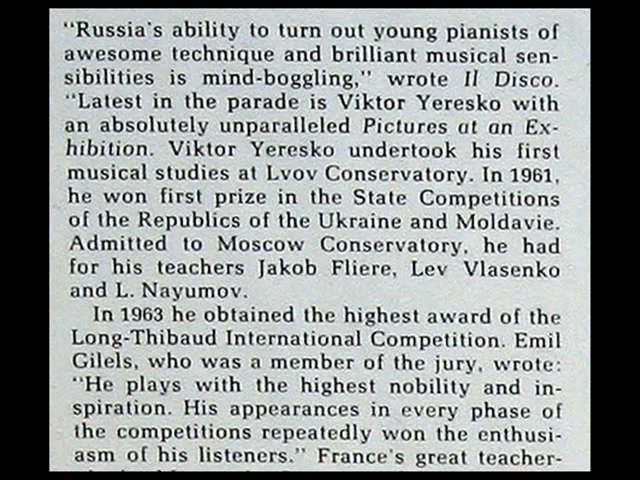 "Russia's ability to turn out young pianists of
awesome technique and brilliant musical sen-
sibilities is mind-boggling," wrote Il Disco.
"Latest in the parade is Viktor Yeresko with
an absolutely unparalleled Pictures at an Ex-
hibition. Viktor Yeresko undertook his first
musical studies at Lvov Conservatory. In 1961,
he won first prize in the State Competitions
of the Republics of the Ukraine and Moldavie.
Admitted to Moscow Conservatory, he had
for his teachers Jakob Fliere, Lev Vlasenko
and L. Nayumov.
In 1963 he obtained the highest award of the
Long-Thibaud International Competition. Emil
Gilels, who was a member of the jury, wrote:
"He plays with the highest nobility and in-
spiration. His appearances in every phase of
the competitions repeatedly won the enthusi-
asm of his listeners." France's great teacher-